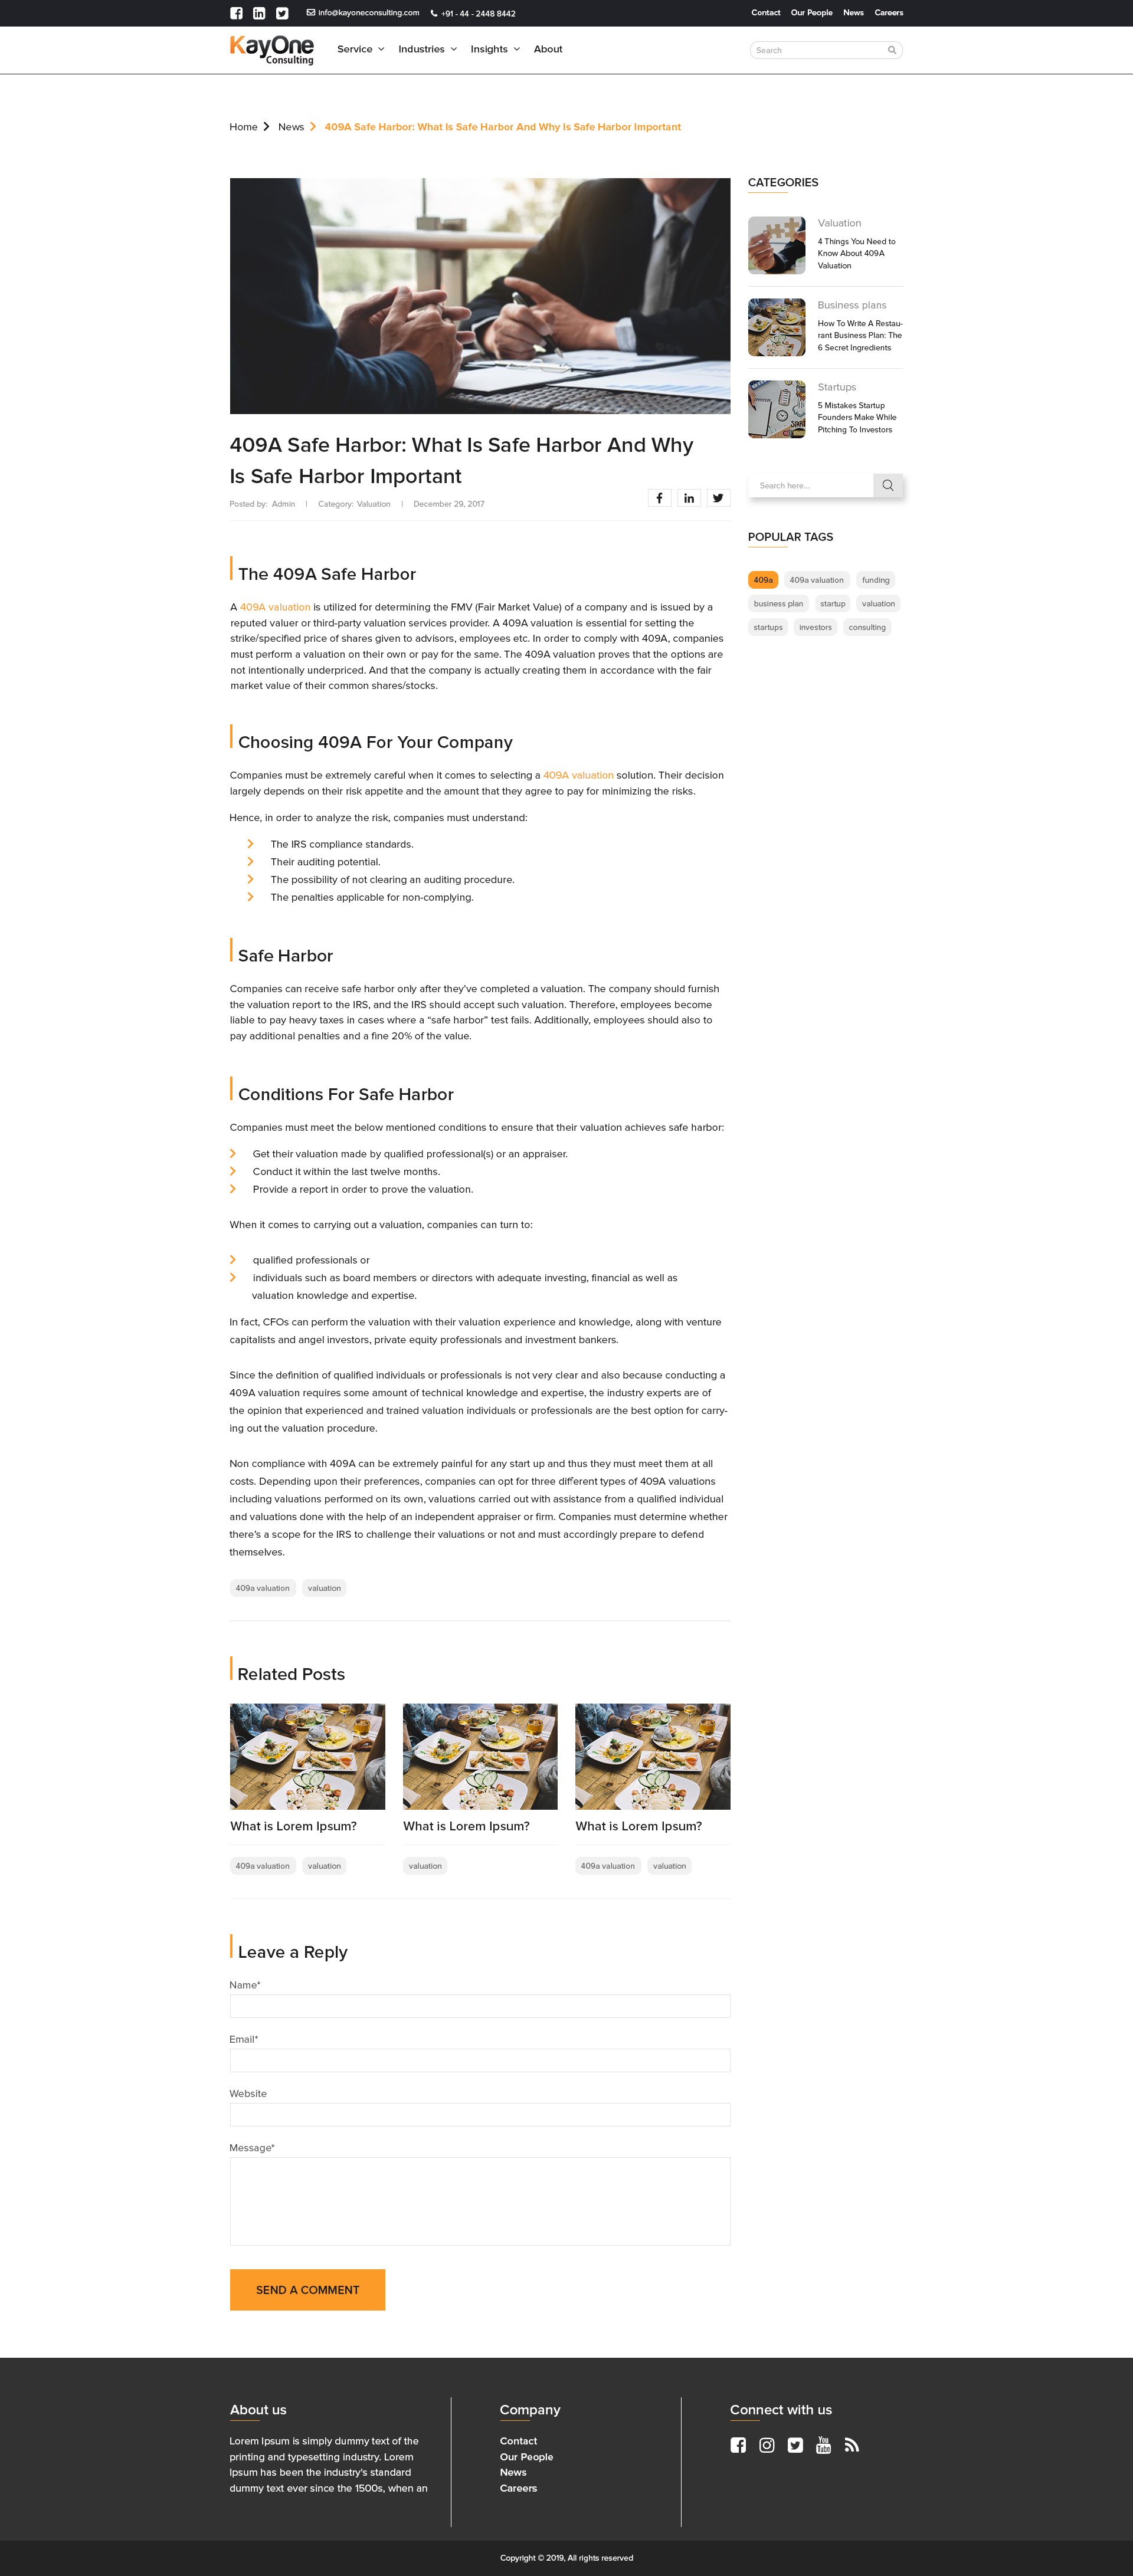 info@kayoneconsulting.com +91 - 44 - 2448 8442 Contact Our People News Careers
KayOne Consulting
Service Industries Insights About Search
Home News 409A Safe Harbor: What Is Safe Harbor And Why Is Safe Harbor Important
409A Safe Harbor: What Is Safe Harbor And Why
Is Safe Harbor Important
Posted by: Admin | Category: Valuation | December 29, 2017
The 409A Safe Harbor
A 409A valuation is utilized for determining the FMV (Fair Market Value) of a company and is issued by a
reputed valuer or third-party valuation services provider. A 409A valuation is essential for setting the
strike/specified price of shares given to advisors, employees etc. In order to comply with 409A, companies
must perform a valuation on their own or pay for the same. The 409A valuation proves that the options are
not intentionally underpriced. And that the company is actually creating them in accordance with the fair
market value of their common shares/stocks.
Choosing 409A For Your Company
Companies must be extremely careful when it comes to selecting a 409A valuation solution. Their decision
largely depends on their risk appetite and the amount that they agree to pay for minimizing the risks.
Hence, in order to analyze the risk, companies must understand:
The IRS compliance standards.
Their auditing potential.
The possibility of not clearing an auditing procedure.
The penalties applicable for non-complying.
Safe Harbor
Companies can receive safe harbor only after they’ve completed a valuation. The company should furnish
the valuation report to the IRS, and the IRS should accept such valuation. Therefore, employees become
liable to pay heavy taxes in cases where a “safe harbor” test fails. Additionally, employees should also to
pay additional penalties and a fine 20% of the value.
Conditions For Safe Harbor
Companies must meet the below mentioned conditions to ensure that their valuation achieves safe harbor:
Get their valuation made by qualified professional(s) or an appraiser.
Conduct it within the last twelve months.
Provide a report in order to prove the valuation.
When it comes to carrying out a valuation, companies can turn to:
qualified professionals or
individuals such as board members or directors with adequate investing, financial as well as
valuation knowledge and expertise.
In fact, CFOs can perform the valuation with their valuation experience and knowledge, along with venture
capitalists and angel investors, private equity professionals and investment bankers.
Since the definition of qualified individuals or professionals is not very clear and also because conducting a
409A valuation requires some amount of technical knowledge and expertise, the industry experts are of
the opinion that experienced and trained valuation individuals or professionals are the best option for carry-
ing out the valuation procedure.
Non compliance with 409A can be extremely painful for any start up and thus they must meet them at all
costs. Depending upon their preferences, companies can opt for three different types of 409A valuations
including valuations performed on its own, valuations carried out with assistance from a qualified individual
and valuations done with the help of an independent appraiser or firm. Companies must determine whether
there’s a scope for the IRS to challenge their valuations or not and must accordingly prepare to defend
themselves.
409a valuation valuation
CATEGORIES
Valuation
4 Things You Need to
Know About 409A
Valuation
Business plans
How To Write A Restau-
rant Business Plan: The
6 Secret Ingredients
Startups
5 Mistakes Startup
Founders Make While
Pitching To Investors
Search here...
POPULAR TAGS
409a 409a valuation funding
business plan startup valuation
startups investors consulting
Related Posts
What is Lorem Ipsum? What is Lorem Ipsum? What is Lorem Ipsum?
409a valuation valuation valuation 409a valuation valuation
Leave a Reply
Name*
Email*
Website
Message*
SEND A COMMENT
About us
Lorem Ipsum is simply dummy text of the
printing and typesetting industry. Lorem
Ipsum has been the industry's standard
dummy text ever since the 1500s, when an
Company
Contact
Our People
News
Careers
Connect with us
Copyright © 2019, All rights reserved